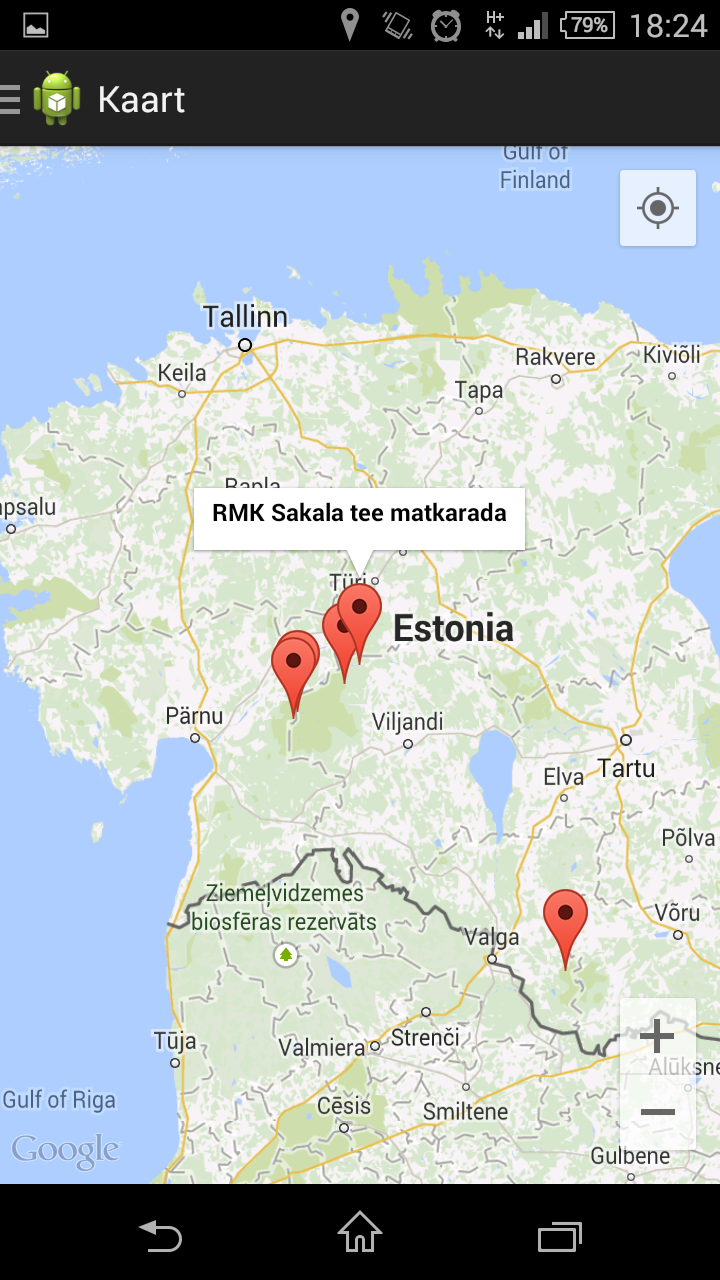 H+
79%
18:24
Kaart
Gulf of
Finland
Tallinn
Keila
Rakvere
Kiviõli
Tapa
Rapla
apsalu
RMK Sakala tee matkarada
Türi
Estonia
Pärnu
Viljandi
Tartu
Elva
Põlva
Ziemeļvidzemes
biosfēras rezervāts
Võru
Valga
Strenči
Tūja
Valmiera
Alūksne
Gulf of Riga
Cēsis
Smiltene
Google
Gulbene